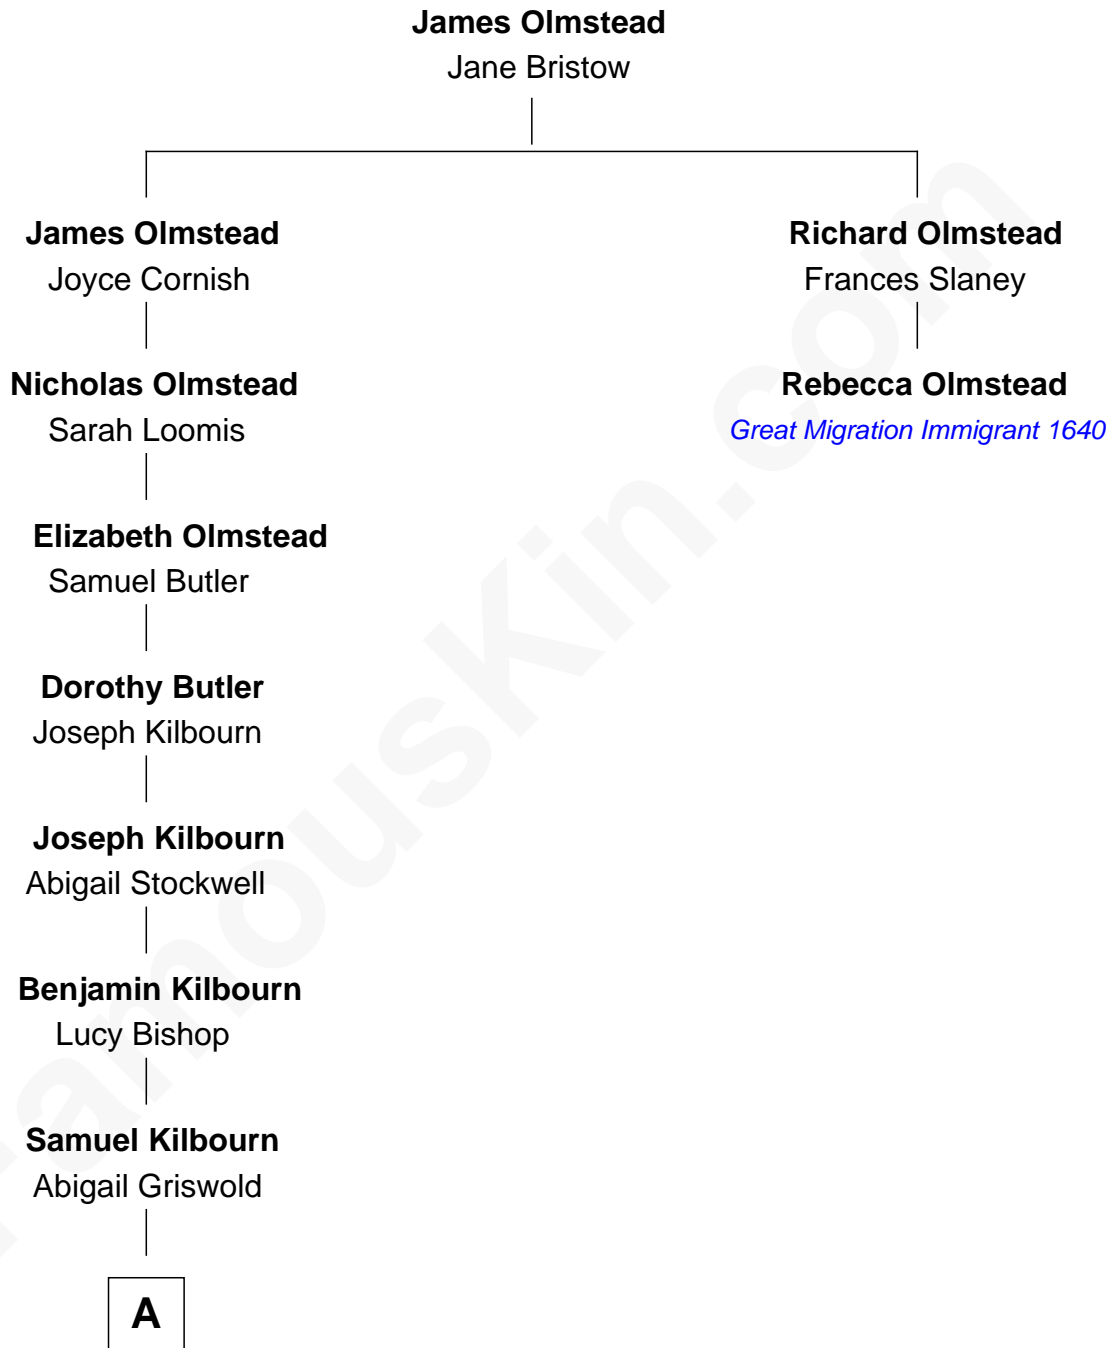 James Olmstead
Jane Bristow
James Olmstead
Joyce Cornish
Richard Olmstead
Frances Slaney
Nicholas Olmstead
Sarah Loomis
Rebecca Olmstead
Great Migration Immigrant 1640
Elizabeth Olmstead
Samuel Butler
Dorothy Butler
Joseph Kilbourn
Joseph Kilbourn
Abigail Stockwell
Benjamin Kilbourn
Lucy Bishop
Samuel Kilbourn
Abigail Griswold
A
FamousKin.com